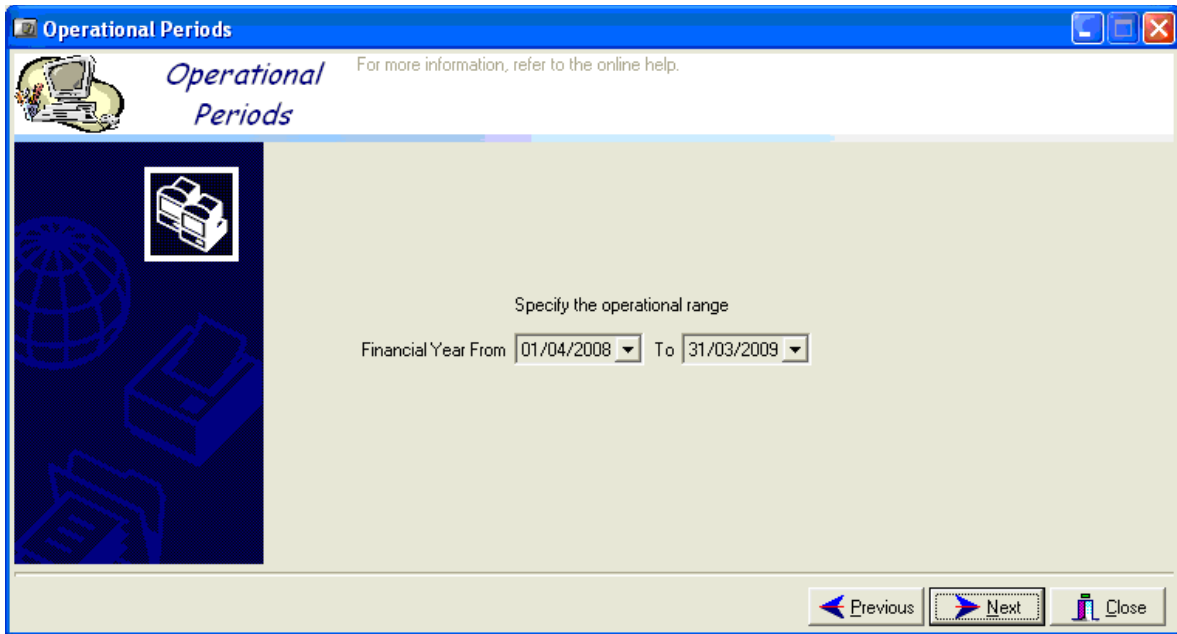 Operational Periods
Operational
Periods
For more information, refer to the online help.
Specify the operational range
Financial Year From 01/04/2008 To 31/03/2009
Previous Next Close